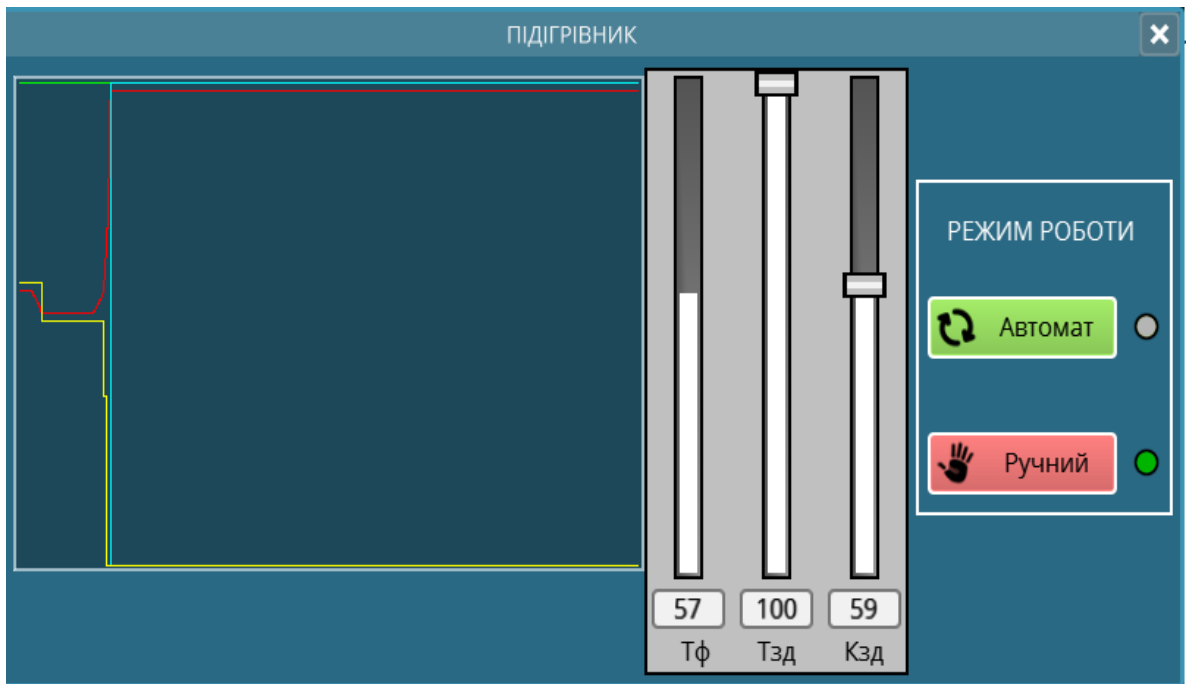 ПІДІГРІВНИК
РЕЖИМ РОБОТИ
Автомат
Ручний
57 100 59
Тф Тзд Кзд